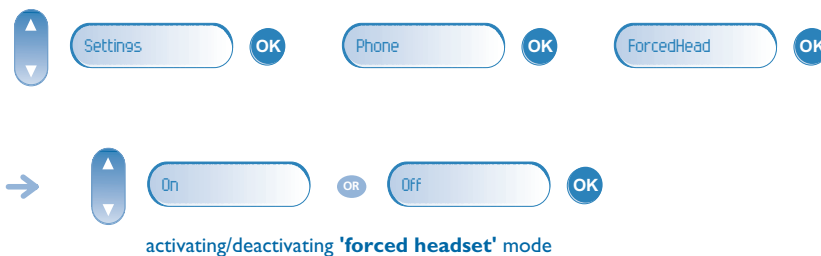 Settings OK Phone OK ForcedHead OK
On OR Off OK
activating/deactivating 'forced headset' mode